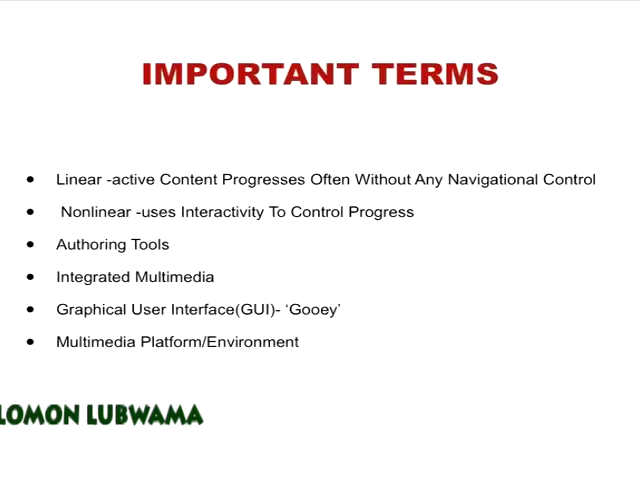 IMPORTANT TERMS
• Linear -active Content Progresses Often Without Any Navigational Control
• Nonlinear -uses Interactivity To Control Progress
• Authoring Tools
• Integrated Multimedia
• Graphical User Interface(GUI)- ‘Gooey’
• Multimedia Platform/Environment
LOMON LUBWAMA